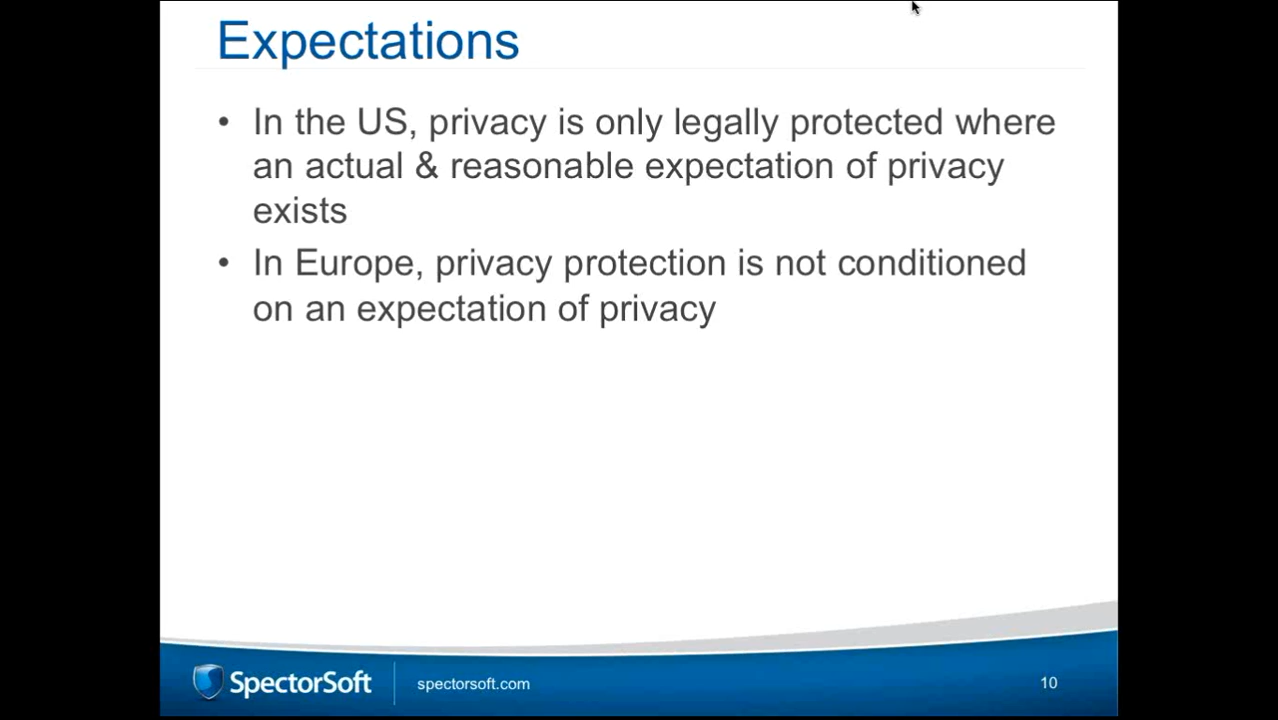 Expectations
• In the US, privacy is only legally protected where
an actual & reasonable expectation of privacy
exists
• In Europe, privacy protection is not conditioned
on an expectation of privacy
SpectorSoft
spectorsoft.com
10